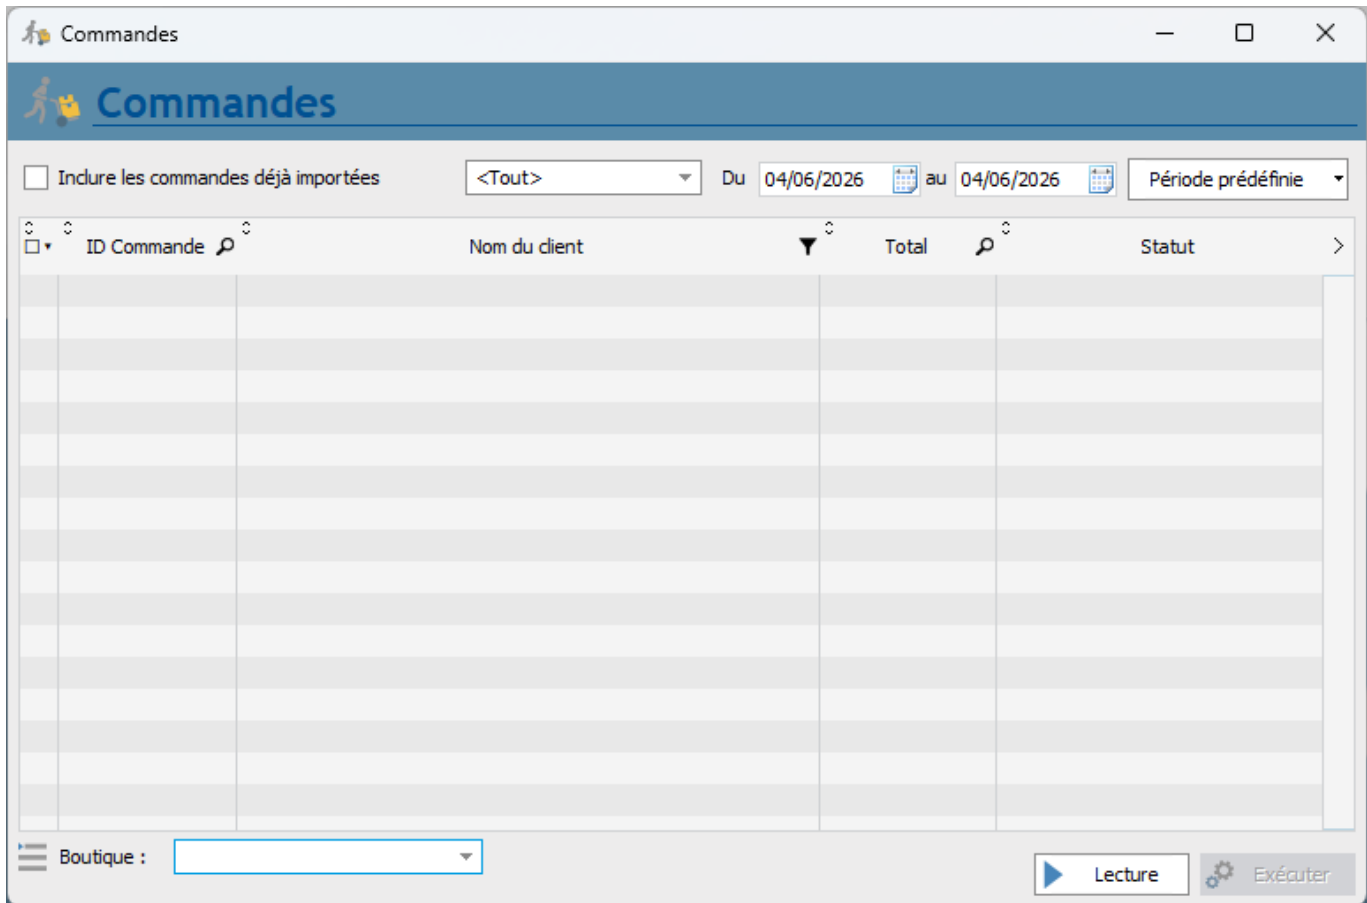 Commandes
Commandes
Inclure les commandes déjà importées <Tout> Du 04/06/2026 au 04/06/2026 Période prédéfinie
ID Commande Nom du client Total Statut
Boutique :
Lecture Exécuter